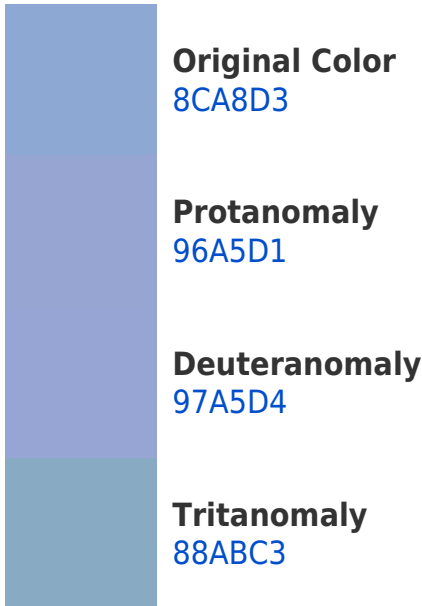 Original Color
8CA8D3
Protanomaly
96A5D1
Deuteranomaly
97A5D4
Tritanomaly
88ABC3